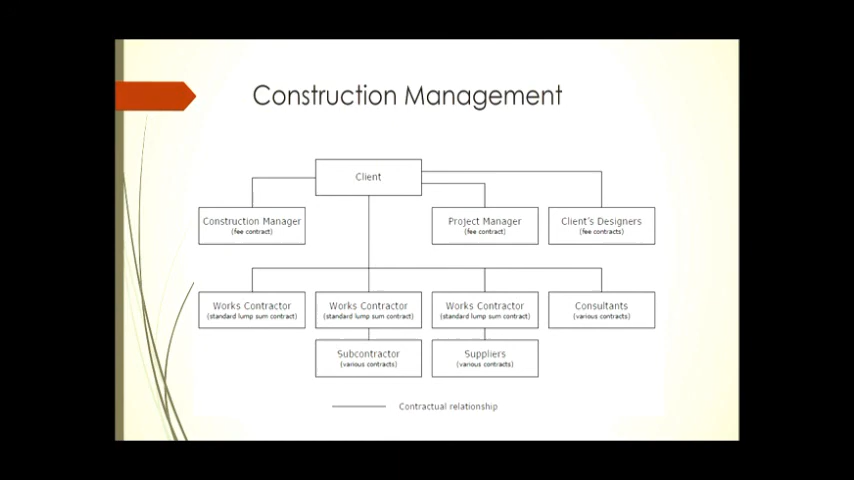 Construction Management
Client
Construction Manager
(fee contract)
Project Manager
(fee contract)
Client's Designers
(fee contracts)
Works Contractor
(standard lump sum contract)
Works Contractor
(standard lump sum contract)
Works Contractor
(standard lump sum contract)
Consultants
(various contracts)
Subcontractor
(various contracts)
Suppliers
(various contracts)
Contractual relationship